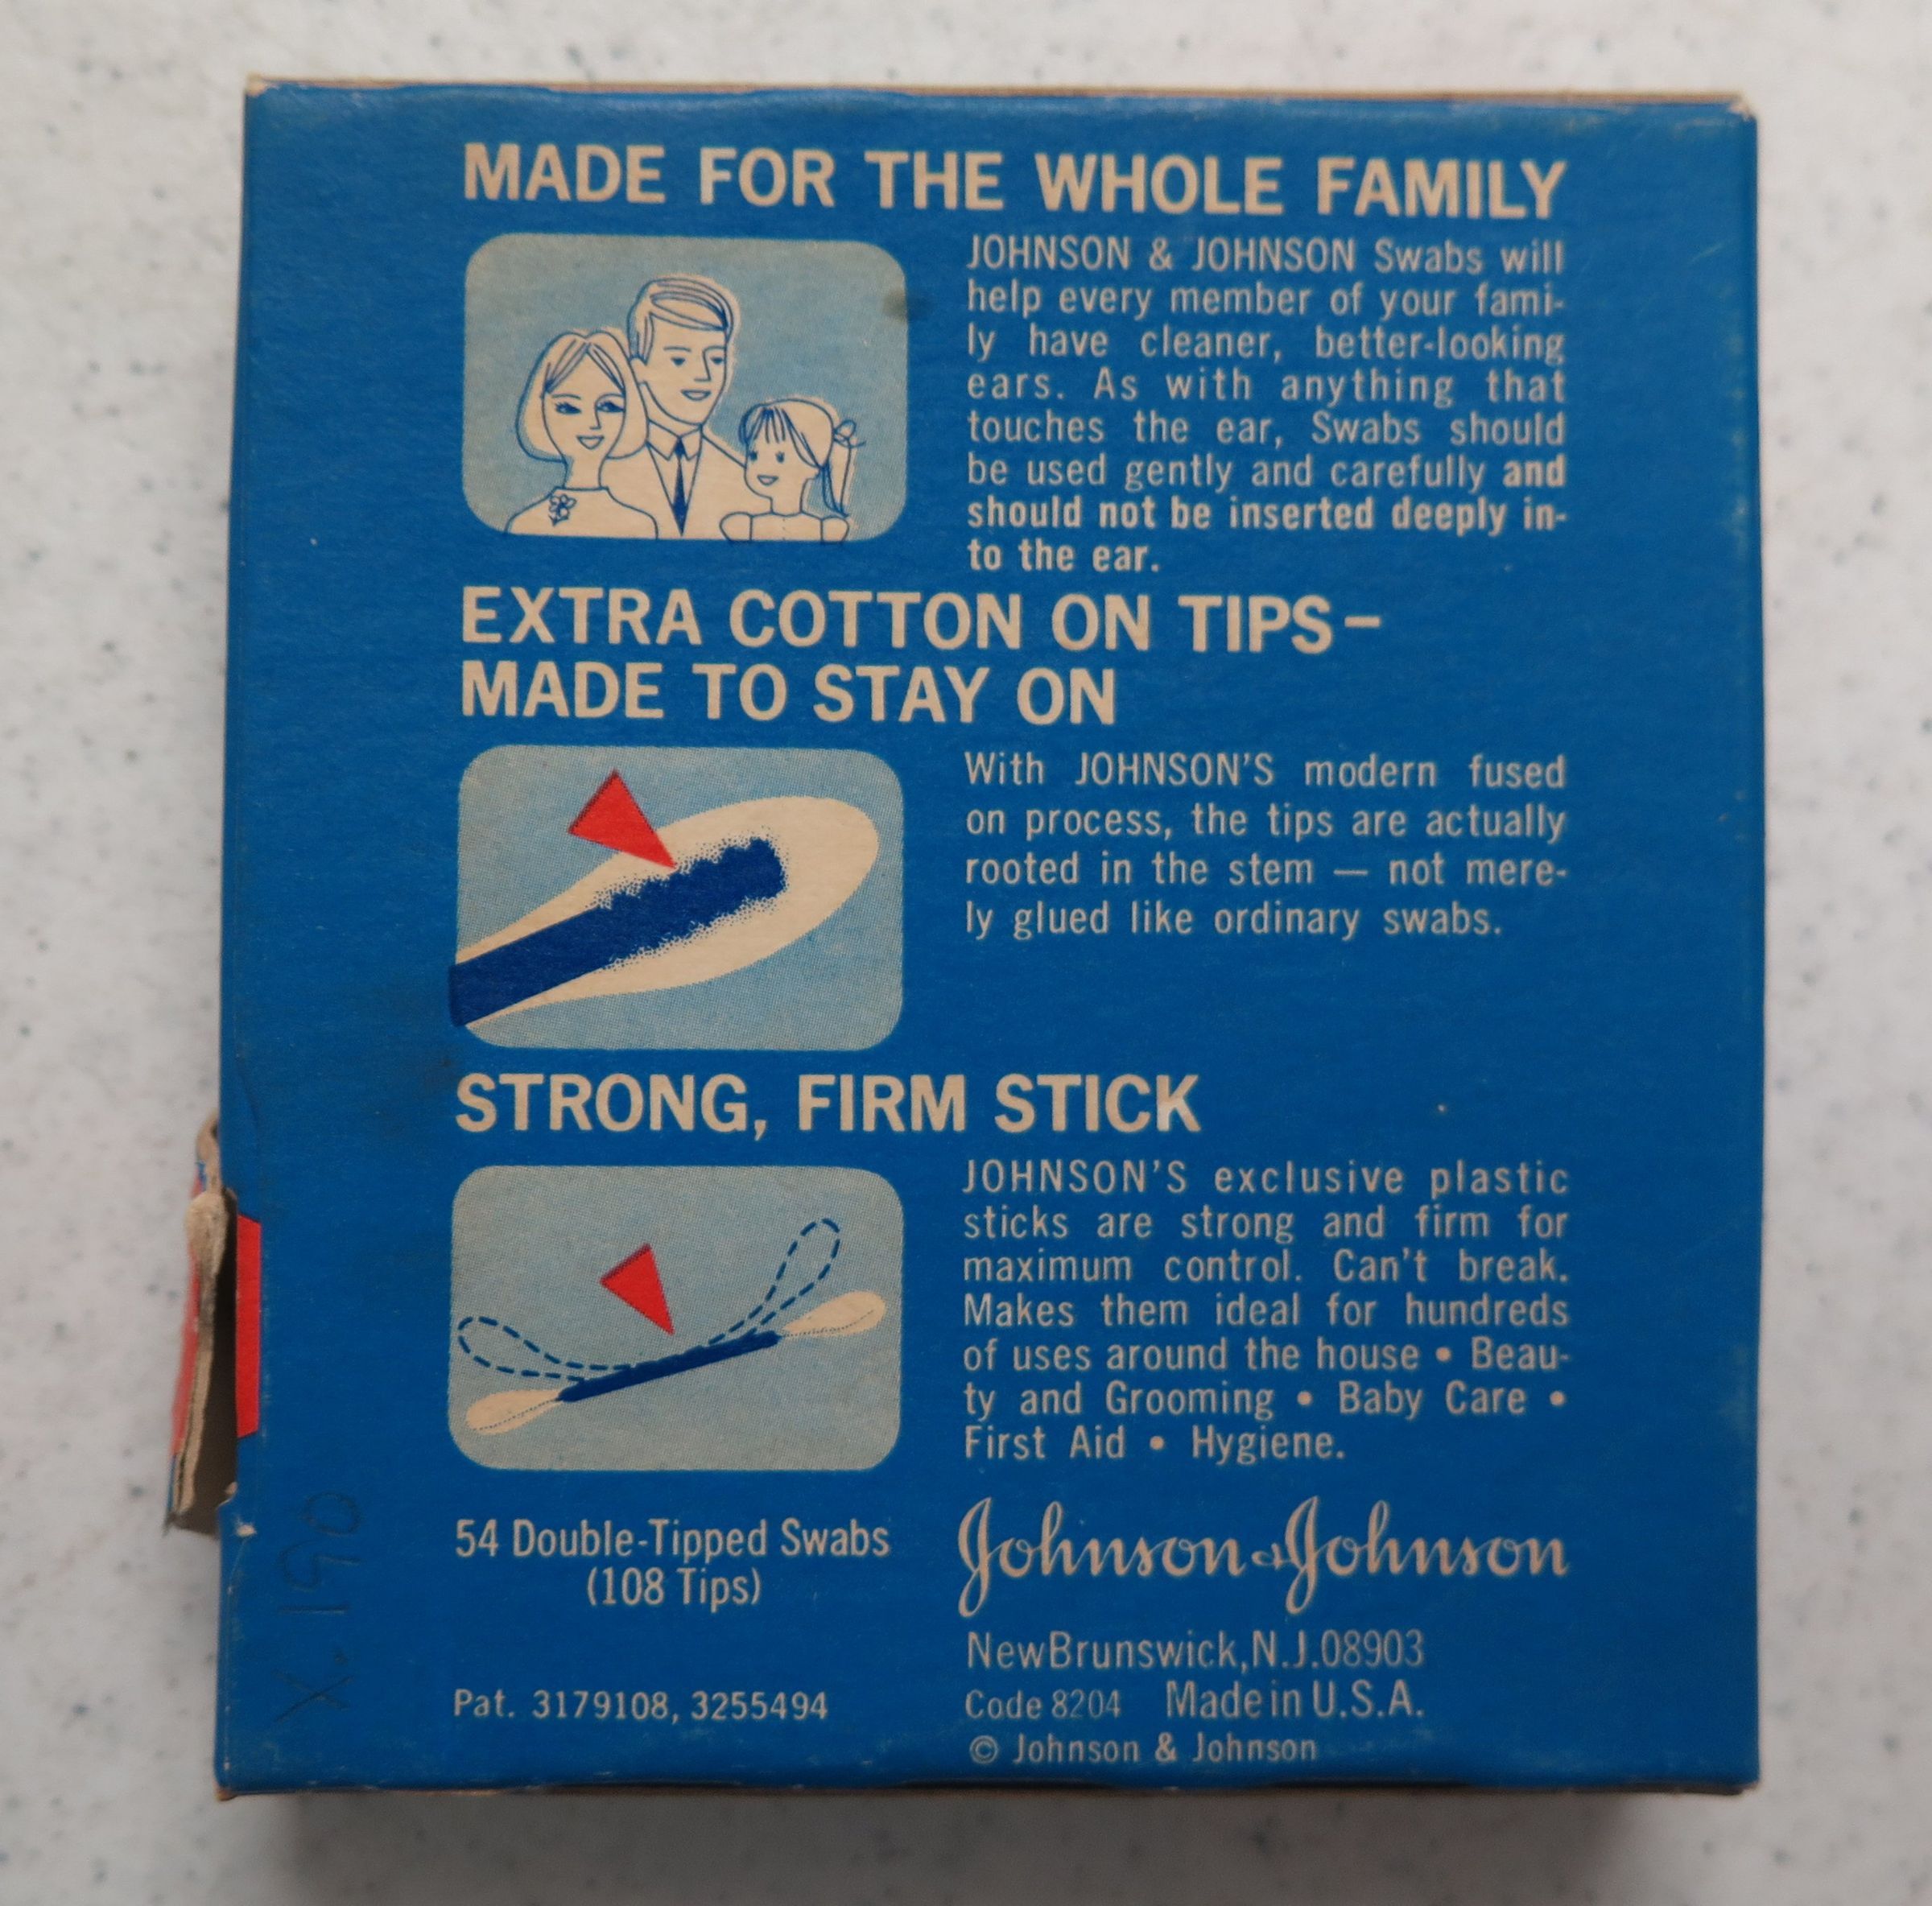 MADE FOR THE WHOLE FAMILY
JOHNSON & JOHNSON Swabs will
help every member of your fami-
ly have cleaner, better-looking
ears. As with anything that
touches the ear, Swabs should
be used gently and carefully and
should not be inserted deeply in-
to the ear.
EXTRA COTTON ON TIPS–
MADE TO STAY ON
With JOHNSON'S modern fused
on process, the tips are actually
rooted in the stem — not mere-
ly glued like ordinary swabs.
STRONG, FIRM STICK
JOHNSON'S exclusive plastic
sticks are strong and firm for
maximum control. Can't break.
Makes them ideal for hundreds
of uses around the house • Beau-
ty and Grooming • Baby Care •
First Aid • Hygiene.
54 Double-Tipped Swabs
(108 Tips)
Johnson & Johnson
New Brunswick, N.J. 08903
Pat. 3179108, 3255494
Code 8204 Made in U.S.A.
© Johnson & Johnson